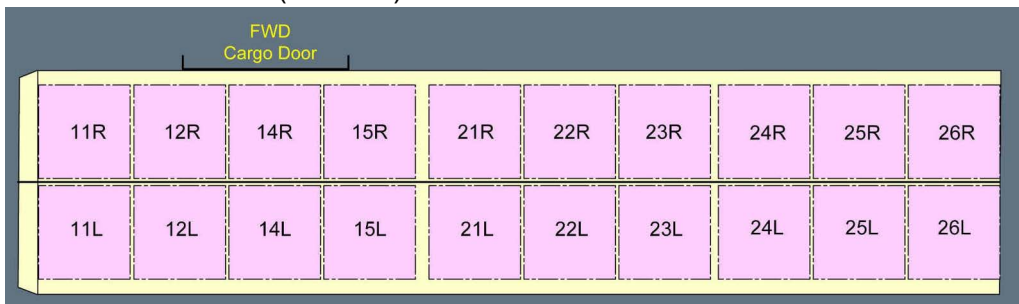 FWD
Cargo Door
11R 12R 14R 15R 21R 22R 23R 24R 25R 26R
11L 12L 14L 15L 21L 22L 23L 24L 25L 26L